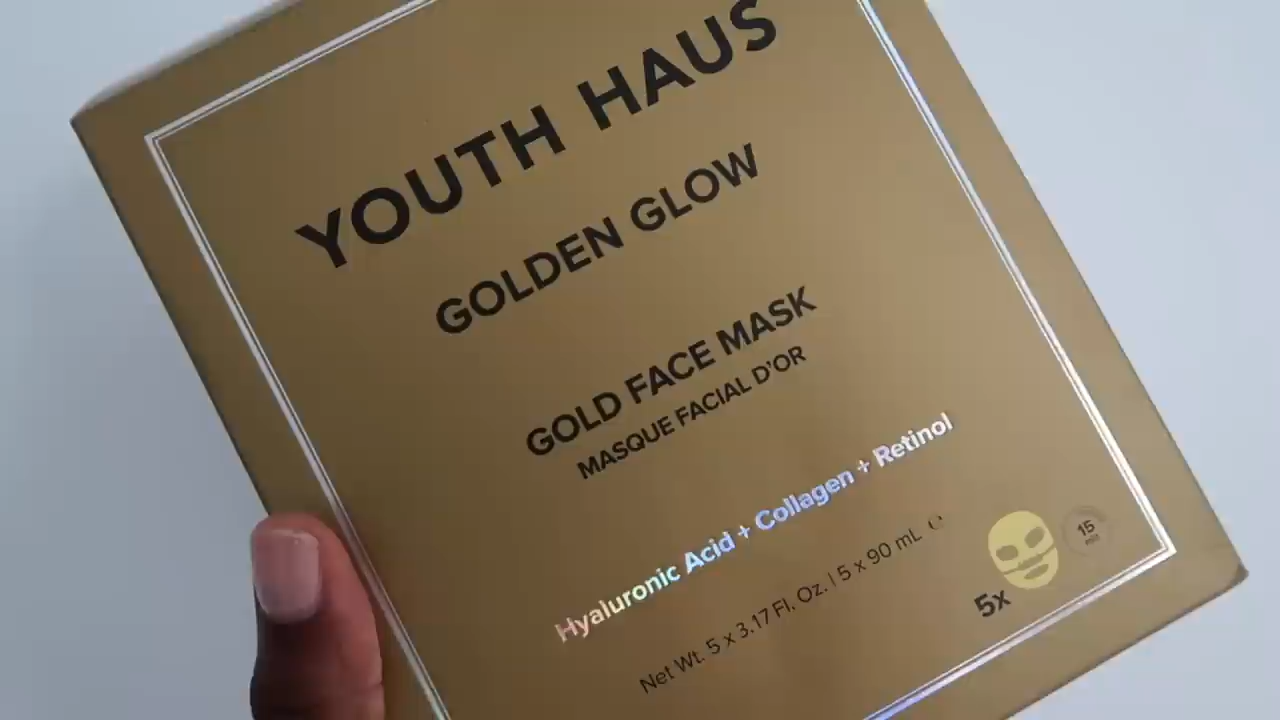 YOUTH HAUS
GOLDEN GLOW
GOLD FACE MASK
MASQUE FACIAL D'OR
Hyaluronic Acid + Collagen + Retinol
Net Wt. 5 x 3.17 Fl. Oz. | 5 x 90 mL ℮
5x
15
min